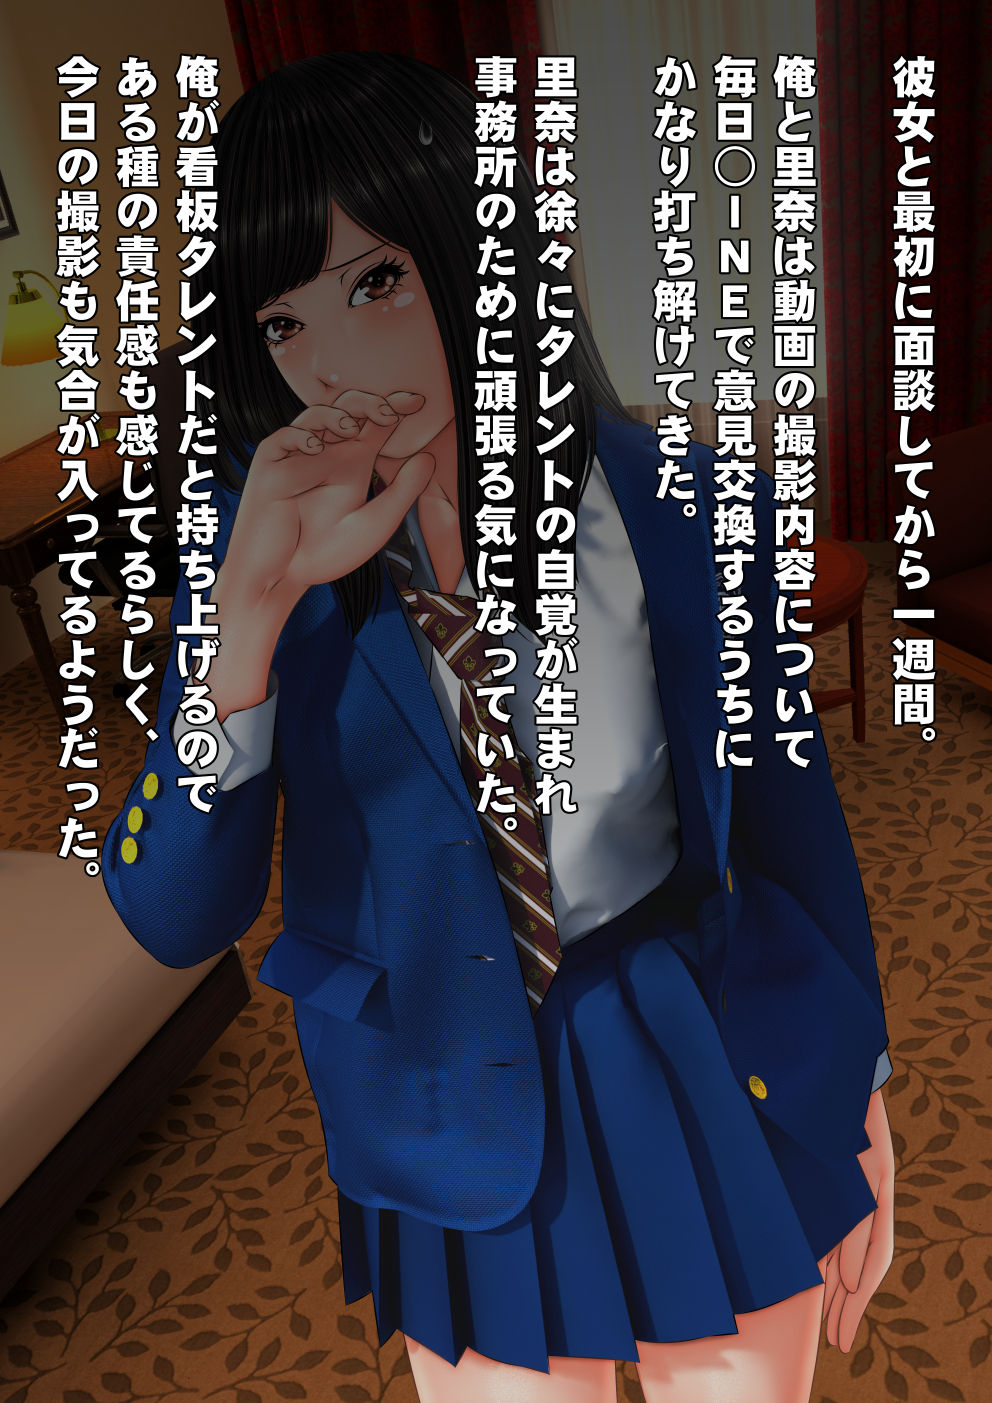 彼女と最初に面談してから一週間。
俺と里奈は動画の撮影内容について
毎日〇ＩＮＥで意見交換するうちに
かなり打ち解けてきた。
里奈は徐々にタレントの自覚が生まれ
事務所のために頑張る気になっていた。
俺が看板タレントだと持ち上げるので
ある種の責任感も感じてるらしく、
今日の撮影も気合が入ってるようだった。